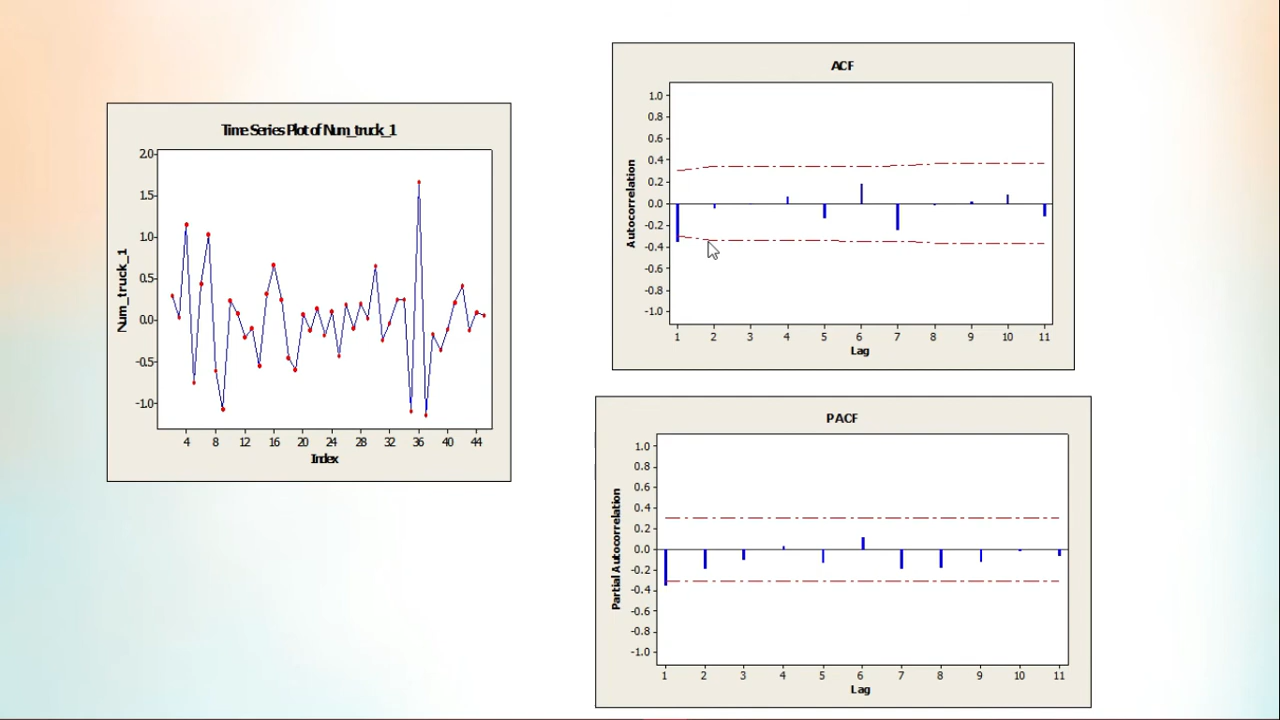 Time Series Plot of Num_truck_1
2.0
1.5
1.0
0.5
0.0
-0.5
-1.0
Num_truck_1
4 8 12 16 20 24 28 32 36 40 44
Index
ACF
1.0
0.8
0.6
0.4
0.2
0.0
-0.2
-0.4
-0.6
-0.8
-1.0
Autocorrelation
1 2 3 4 5 6 7 8 9 10 11
Lag
PACF
1.0
0.8
0.6
0.4
0.2
0.0
-0.2
-0.4
-0.6
-0.8
-1.0
Partial Autocorrelation
1 2 3 4 5 6 7 8 9 10 11
Lag